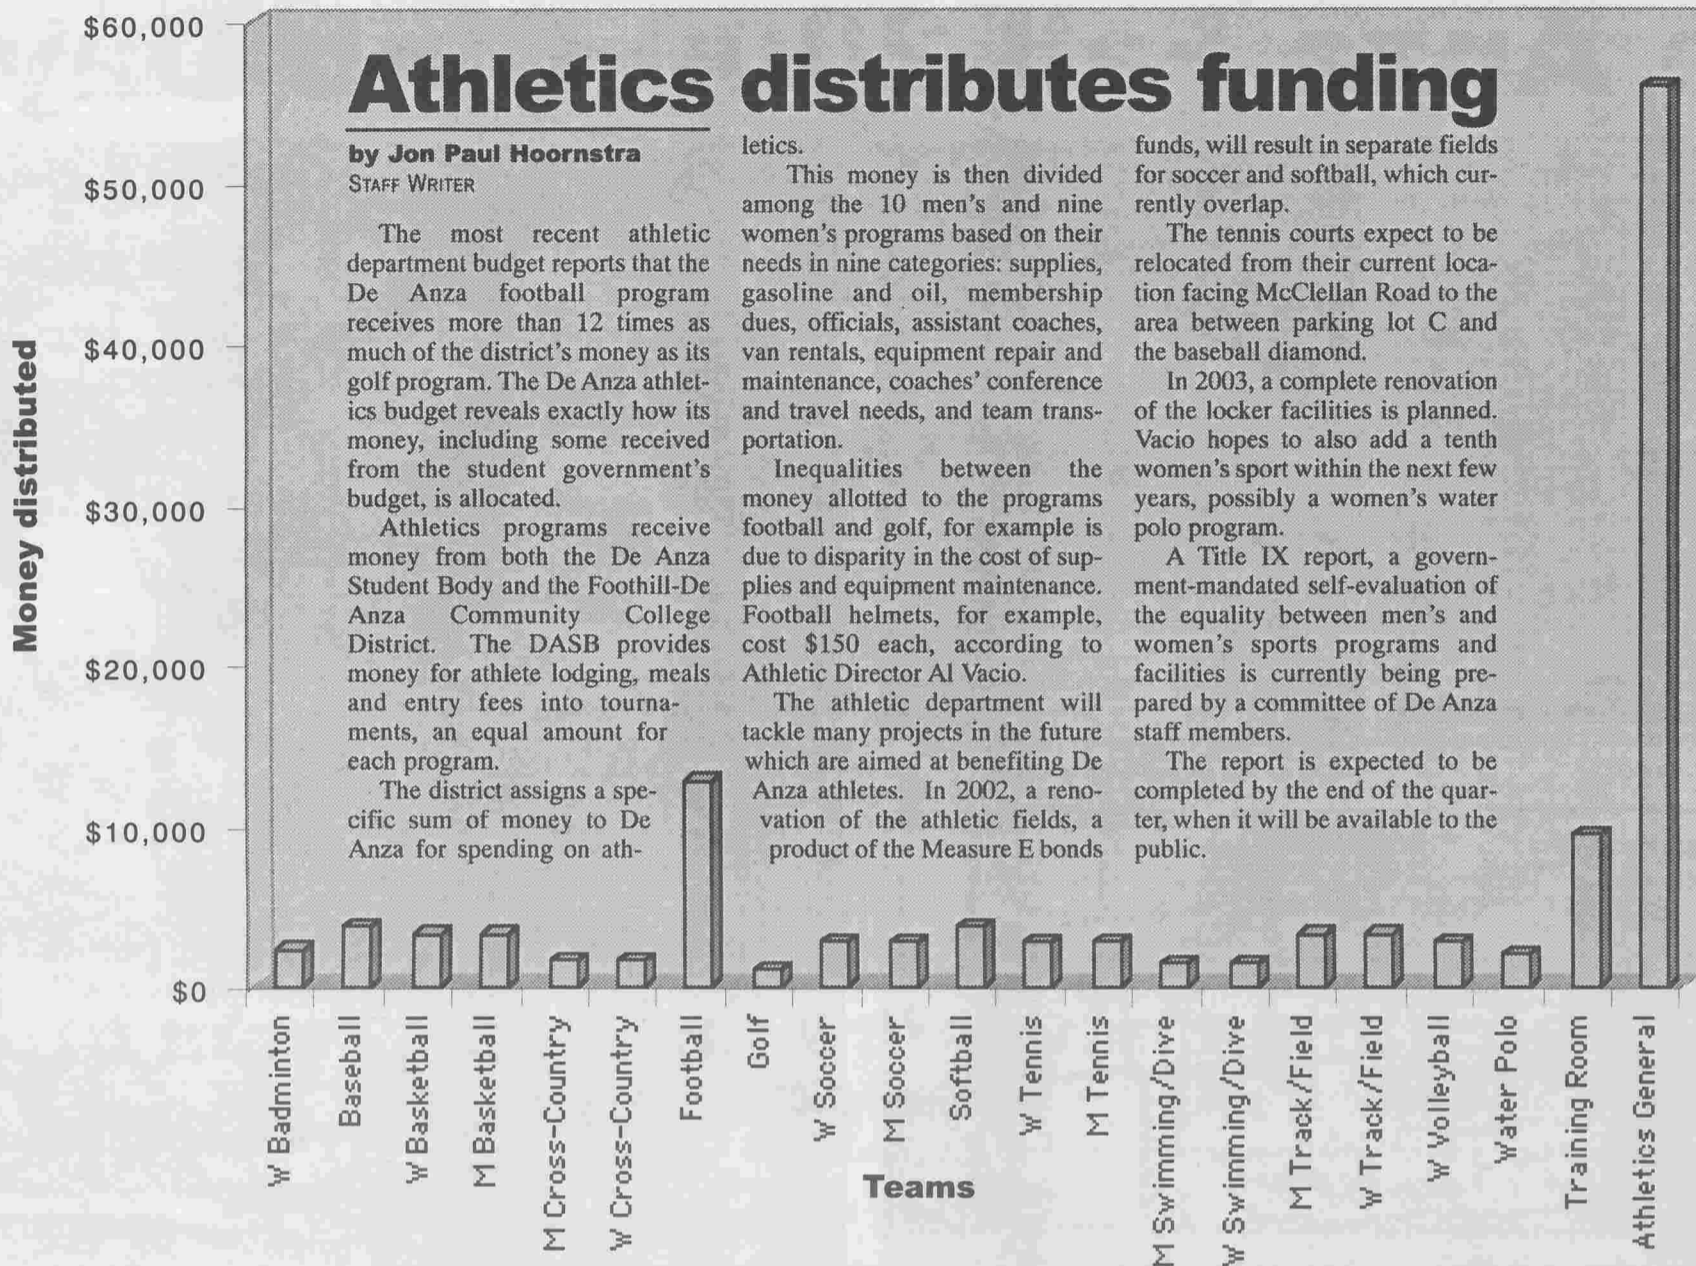 Athletics distributes funding
by Jon Paul Hoornstra
STAFF WRITER
The most recent athletic
department budget reports that the
De Anza football program
receives more than 12 times as
much of the district's money as its
golf program. The De Anza athlet-
ics budget reveals exactly how its
money, including some received
from the student government's
budget, is allocated.
Athletics programs receive
money from both the De Anza
Student Body and the Foothill-De
Anza Community College
District. The DASB provides
money for athlete lodging, meals
and entry fees into tourna-
ments, an equal amount for
each program.
The district assigns a spe-
cific sum of money to De
Anza for spending on ath-
letics.
This money is then divided
among the 10 men's and nine
women's programs based on their
needs in nine categories: supplies,
gasoline and oil, membership
dues, officials, assistant coaches,
van rentals, equipment repair and
maintenance, coaches' conference
and travel needs, and team trans-
portation.
Inequalities between the
money allotted to the programs
football and golf, for example is
due to disparity in the cost of sup-
plies and equipment maintenance.
Football helmets, for example,
cost $150 each, according to
Athletic Director Al Vacio.
The athletic department will
tackle many projects in the future
which are aimed at benefiting De
Anza athletes. In 2002, a reno-
vation of the athletic fields, a
product of the Measure E bonds
funds, will result in separate fields
for soccer and softball, which cur-
rently overlap.
The tennis courts expect to be
relocated from their current loca-
tion facing McClellan Road to the
area between parking lot C and
the baseball diamond.
In 2003, a complete renovation
of the locker facilities is planned.
Vacio hopes to also add a tenth
women's sport within the next few
years, possibly a women's water
polo program.
A Title IX report, a govern-
ment-mandated self-evaluation of
the equality between men's and
women's sports programs and
facilities is currently being pre-
pared by a committee of De Anza
staff members.
The report is expected to be
completed by the end of the quar-
ter, when it will be available to the
public.
Money distributed
$60,000
$50,000
$40,000
$30,000
$20,000
$10,000
$0
W Badminton
Baseball
W Basketball
M Basketball
M Cross-Country
W Cross-Country
Football
Golf
W Soccer
M Soccer
Softball
W Tennis
M Tennis
M Swimming/Dive
W Swimming/Dive
M Track/Field
W Track/Field
W Volleyball
Water Polo
Training Room
Athletics General
Teams